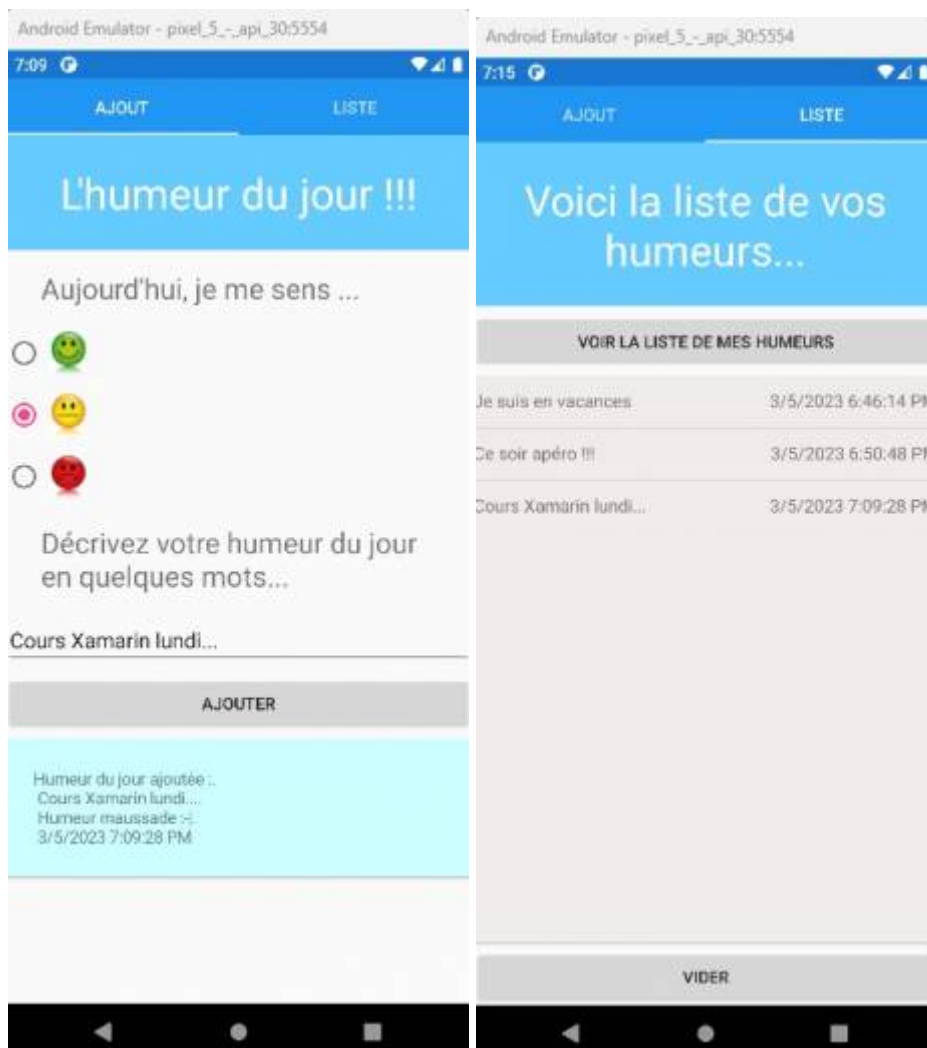 Android Emulator - pixel_5_-_api_30:5554
7:09
AJOUT LISTE
L'humeur du jour !!!
Aujourd'hui, je me sens ...
Décrivez votre humeur du jour
en quelques mots...
Cours Xamarin lundi...
AJOUTER
Humeur du jour ajoutée :.
Cours Xamarin lundi....
Humeur maussade :-|.
3/5/2023 7:09:28 PM
Android Emulator - pixel_5_-_api_30:5554
7:15
AJOUT LISTE
Voici la liste de vos
humeurs...
VOIR LA LISTE DE MES HUMEURS
Je suis en vacances 3/5/2023 6:46:14 PM
Ce soir apéro !!! 3/5/2023 6:50:48 PM
Cours Xamarin lundi... 3/5/2023 7:09:28 PM
VIDER